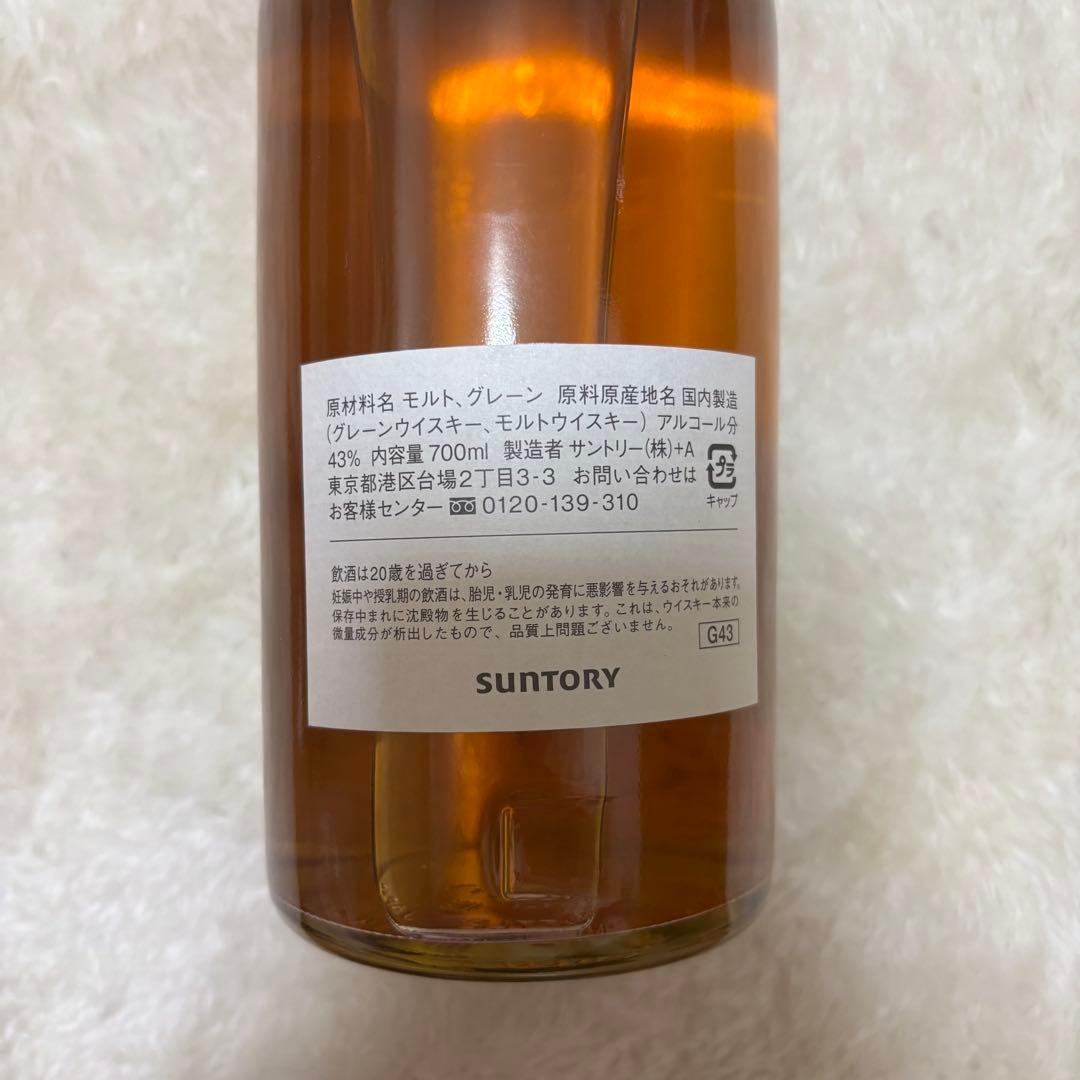 原材料名 モルト、グレーン 原料原産地名 国内製造
(グレーンウイスキー、モルトウイスキー) アルコール分
43% 内容量 700ml 製造者 サントリー(株)+A
東京都港区台場2丁目3-3 お問い合わせは
お客様センター 0120-139-310
プラ
キャップ
飲酒は20歳を過ぎてから
妊娠中や授乳期の飲酒は、胎児・乳児の発育に悪影響を与えるおそれがあります。
保存中まれに沈殿物を生じることがあります。これは、ウイスキー本来の
微量成分が析出したもので、品質上問題ございません。
G43
SUNTORY